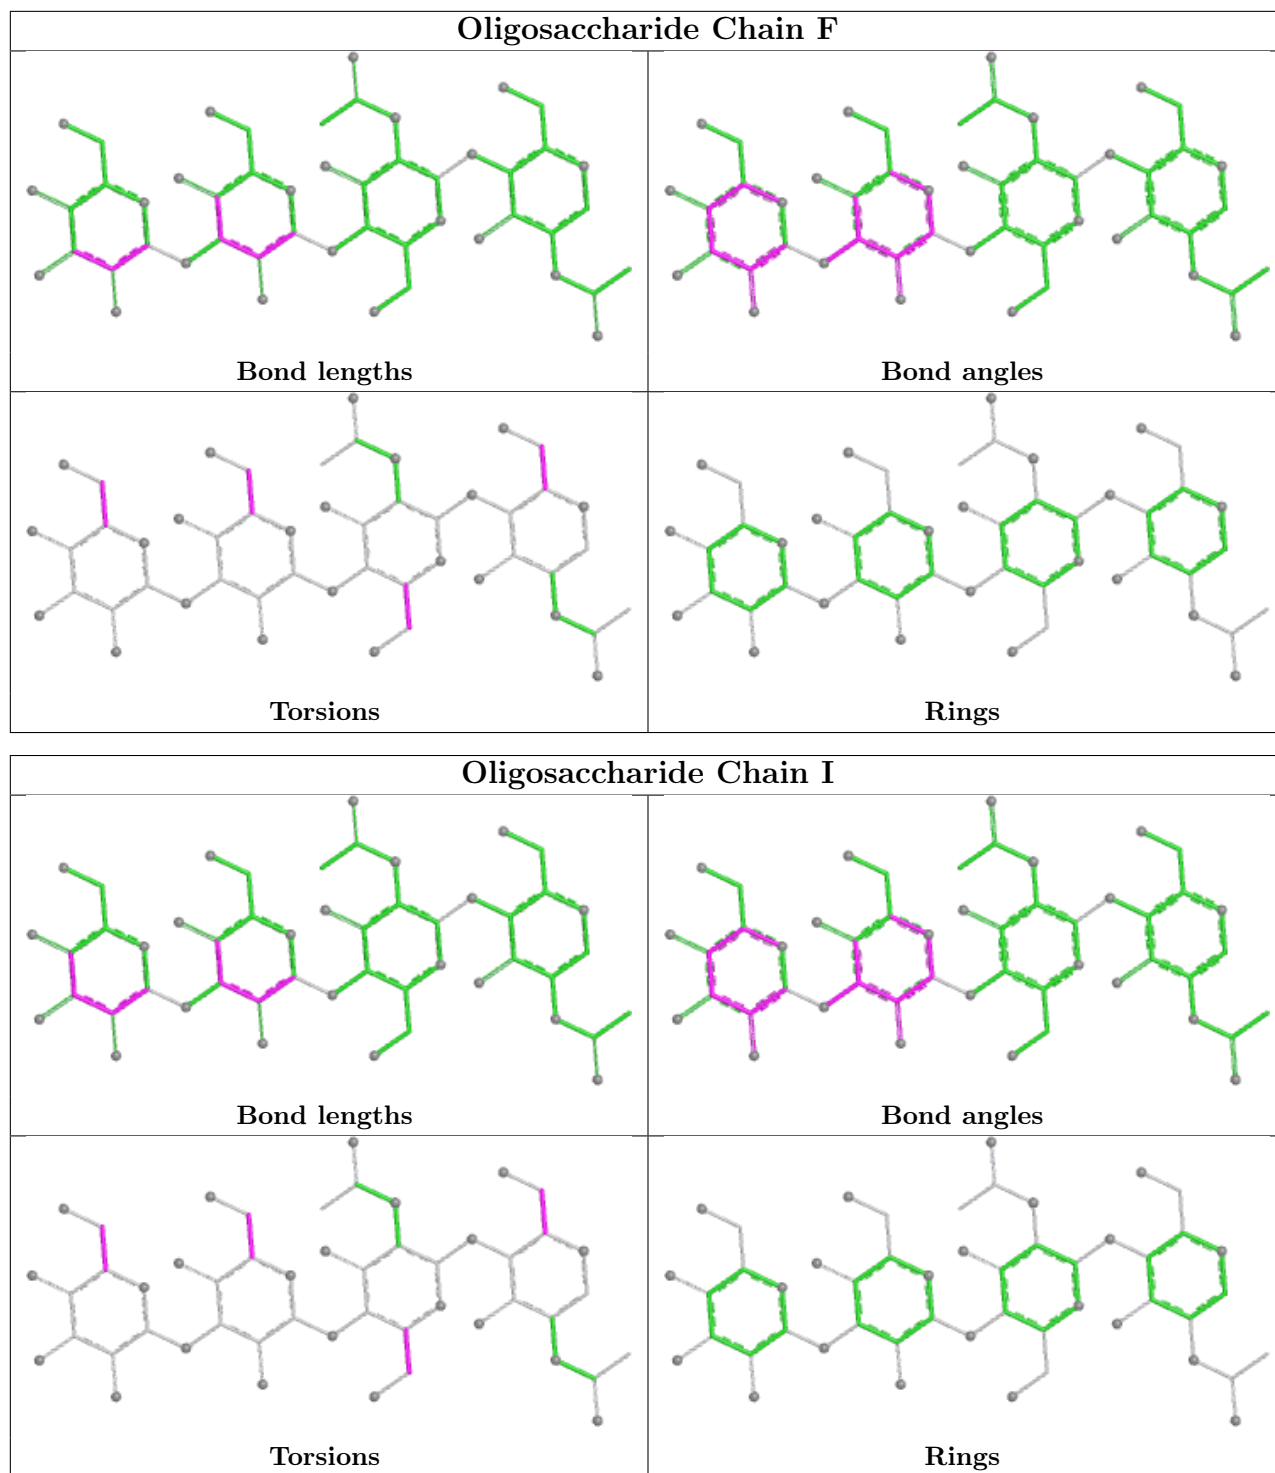 Oligosaccharide Chain F
Bond lengths
Bond angles
Torsions
Rings
Oligosaccharide Chain I
Bond lengths
Bond angles
Torsions
Rings